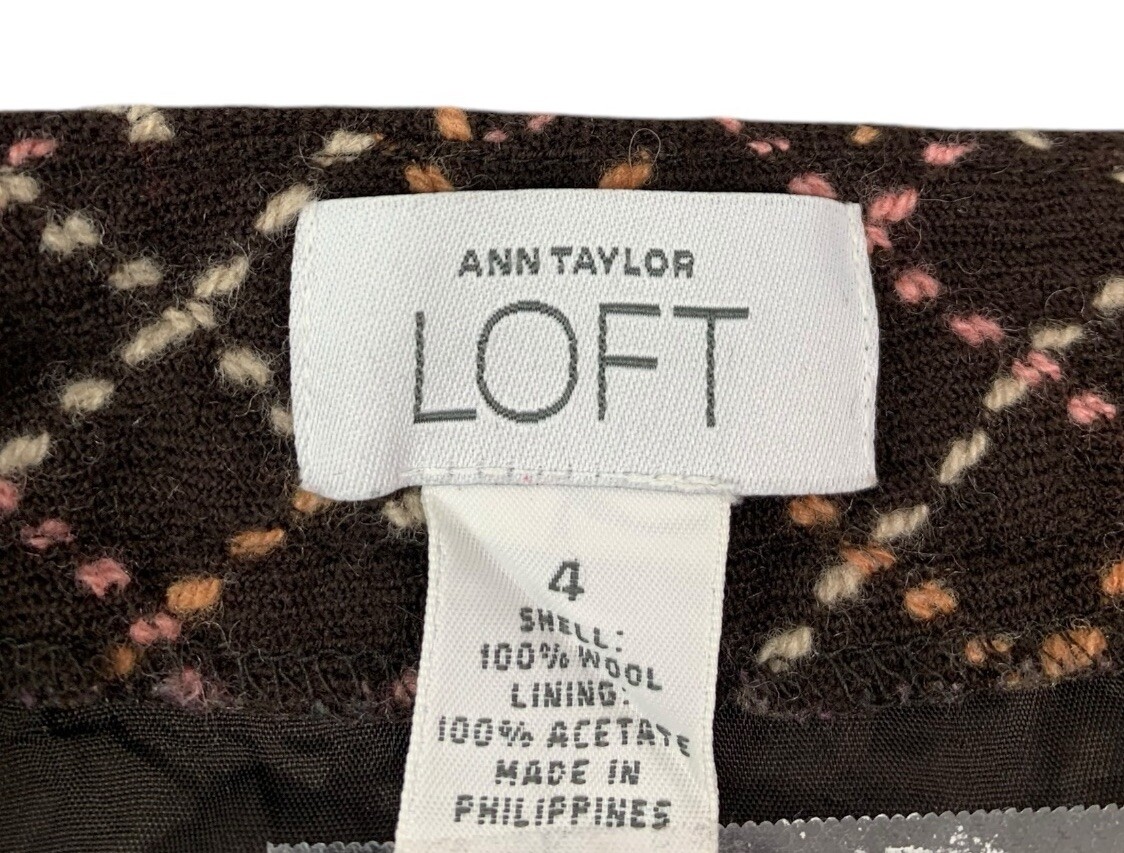 ANN TAYLOR
LOFT
4
SHELL:
100% WOOL
LINING:
100% ACETATE
MADE IN
PHILIPPINES